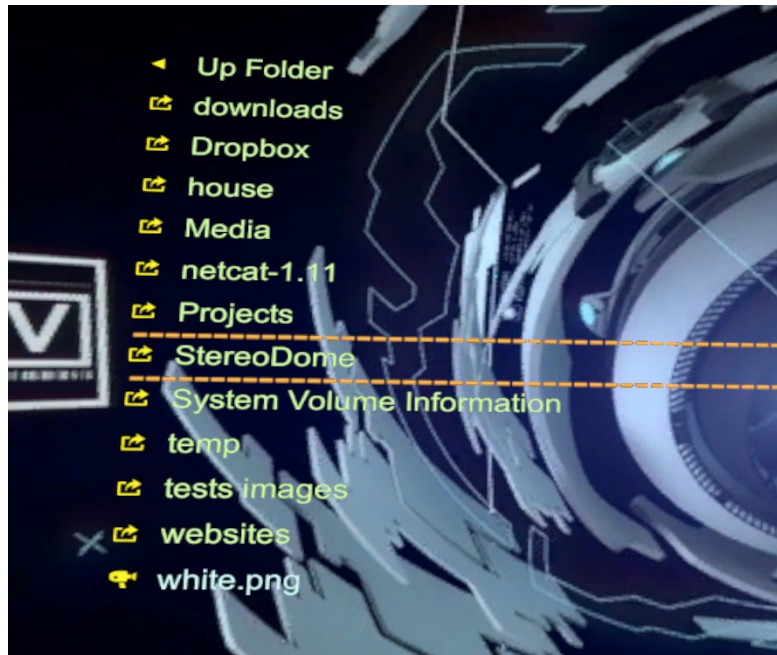 Up Folder
downloads
Dropbox
house
Media
netcat-1.11
Projects
V
StereoDome
System Volume Information
temp
tests images
websites
white.png